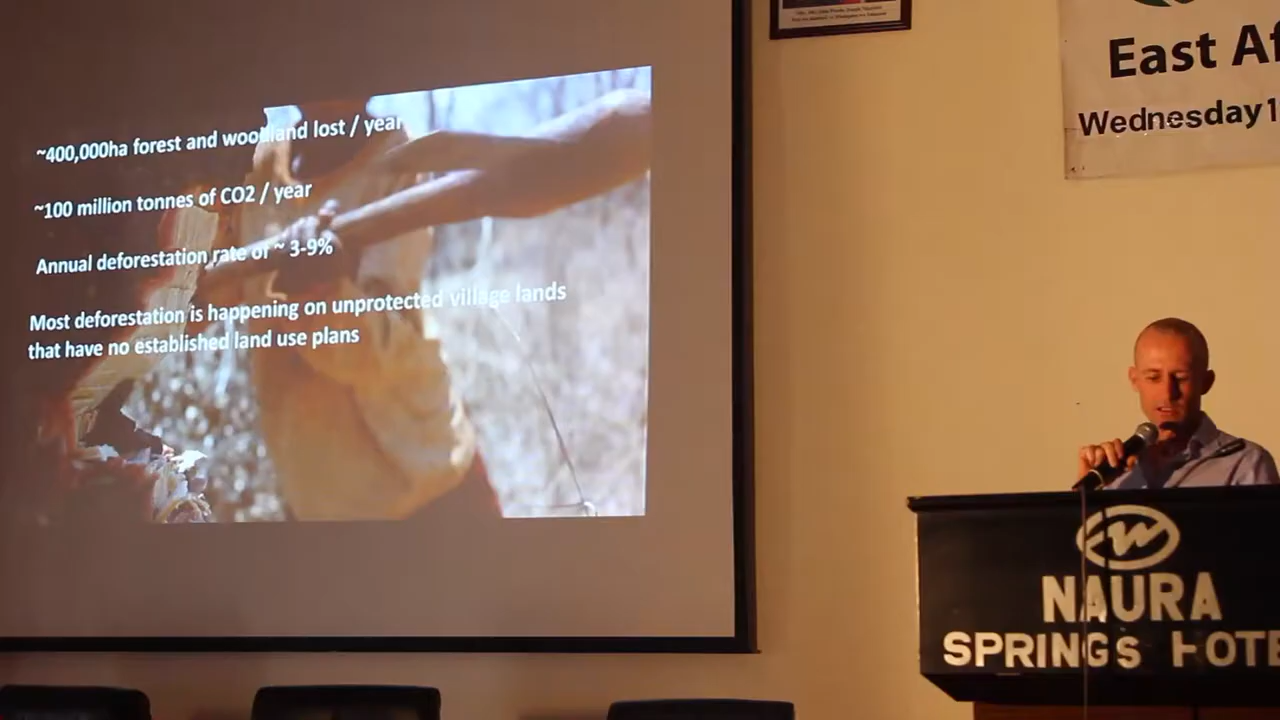 ~400,000ha forest and woodland lost / year
~100 million tonnes of CO2 / year
Annual deforestation rate of ~ 3-9%
Most deforestation is happening on unprotected village lands
that have no established land use plans
East Af
Wednesday 1
NAURA
SPRINGS HOTE